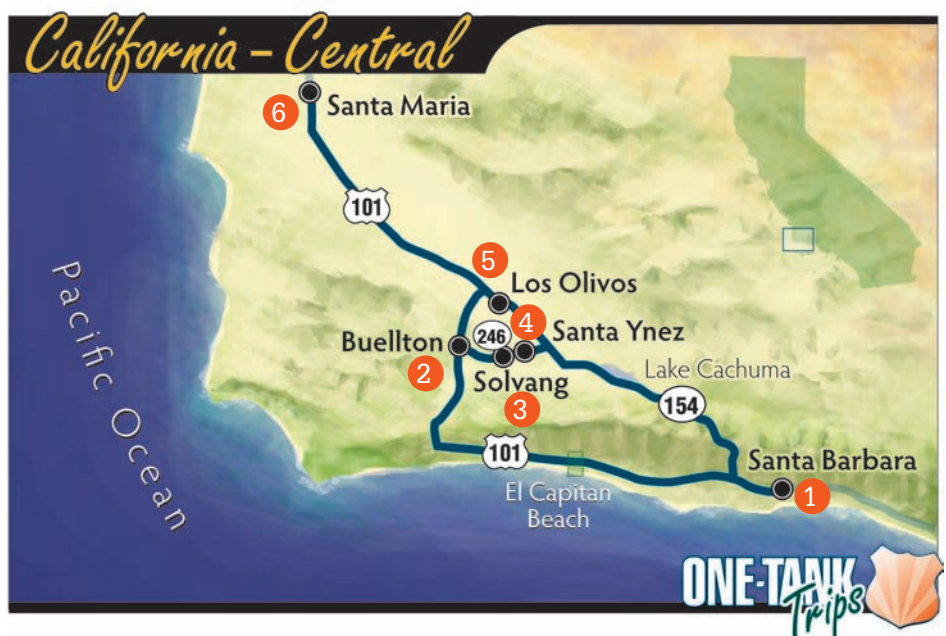 California – Central
6
Santa Maria
101
5
Los Olivos
4
246
Santa Ynez
Buellton
2
Solvang
3
Lake Cachuma
154
Pacific Ocean
101
Santa Barbara
1
El Capitan
Beach
ONE-TANK
Trips